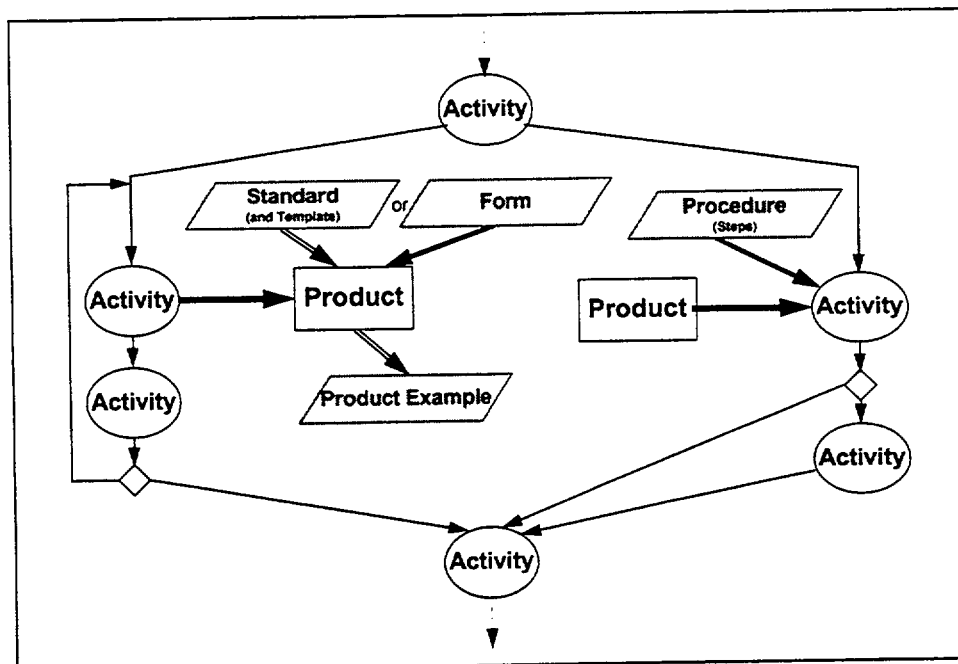 Activity
Standard
(and Template)
or
Form
Procedure
(Steps)
Activity
Product
Product
Activity
Activity
Product Example
Activity
Activity